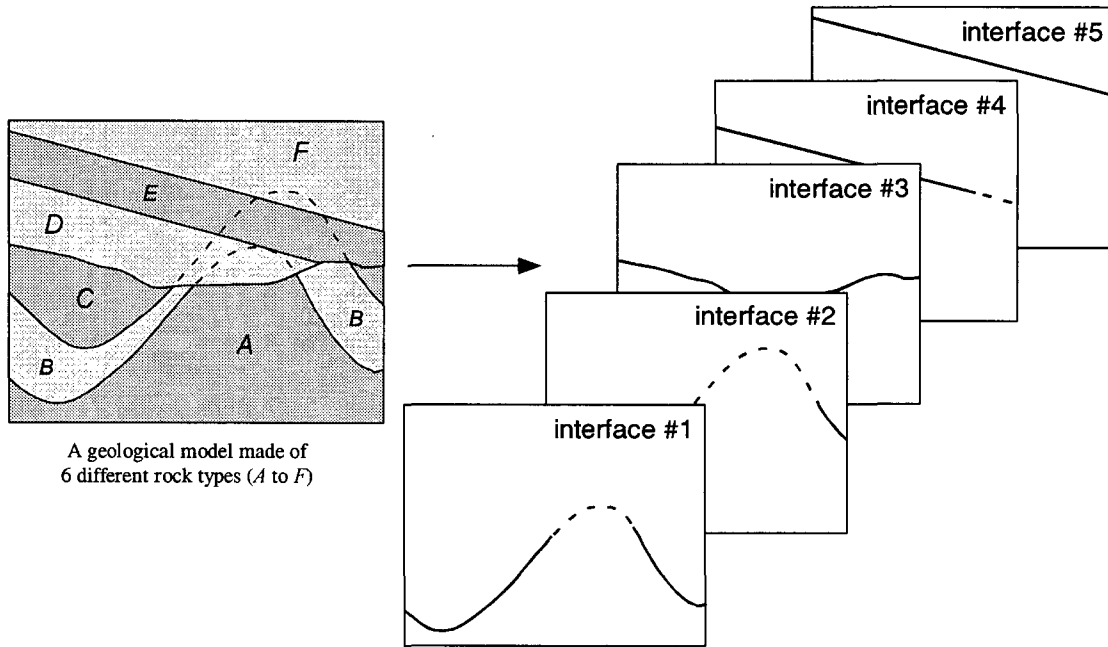 interface #5
interface #4
F
E
interface #3
D
C
B
A
B
interface #2
interface #1
A geological model made of
6 different rock types (A to F)